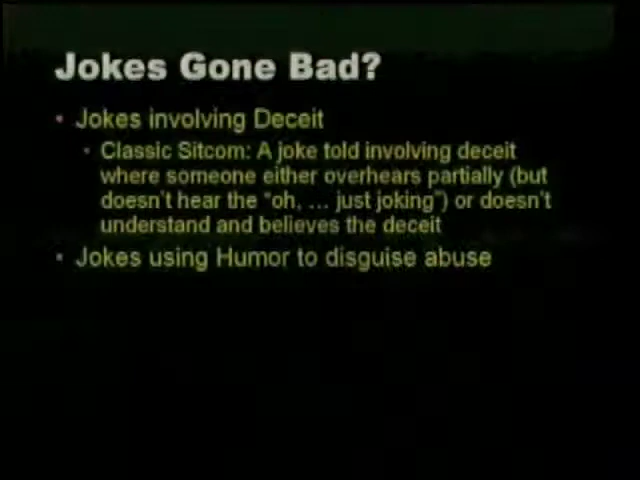 Jokes Gone Bad?
• Jokes involving Deceit
• Classic Sitcom: A joke told involving deceit
where someone either overhears partially (but
doesn't hear the "oh, ... just joking") or doesn't
understand and believes the deceit
• Jokes using Humor to disguise abuse